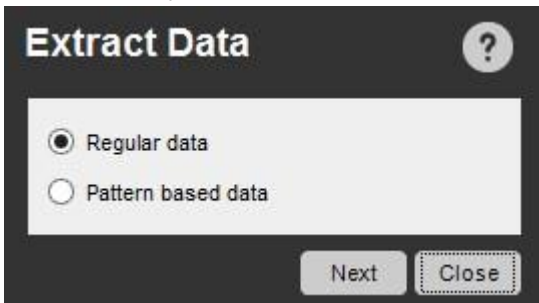 Extract Data ?
Regular data
Pattern based data
Next Close